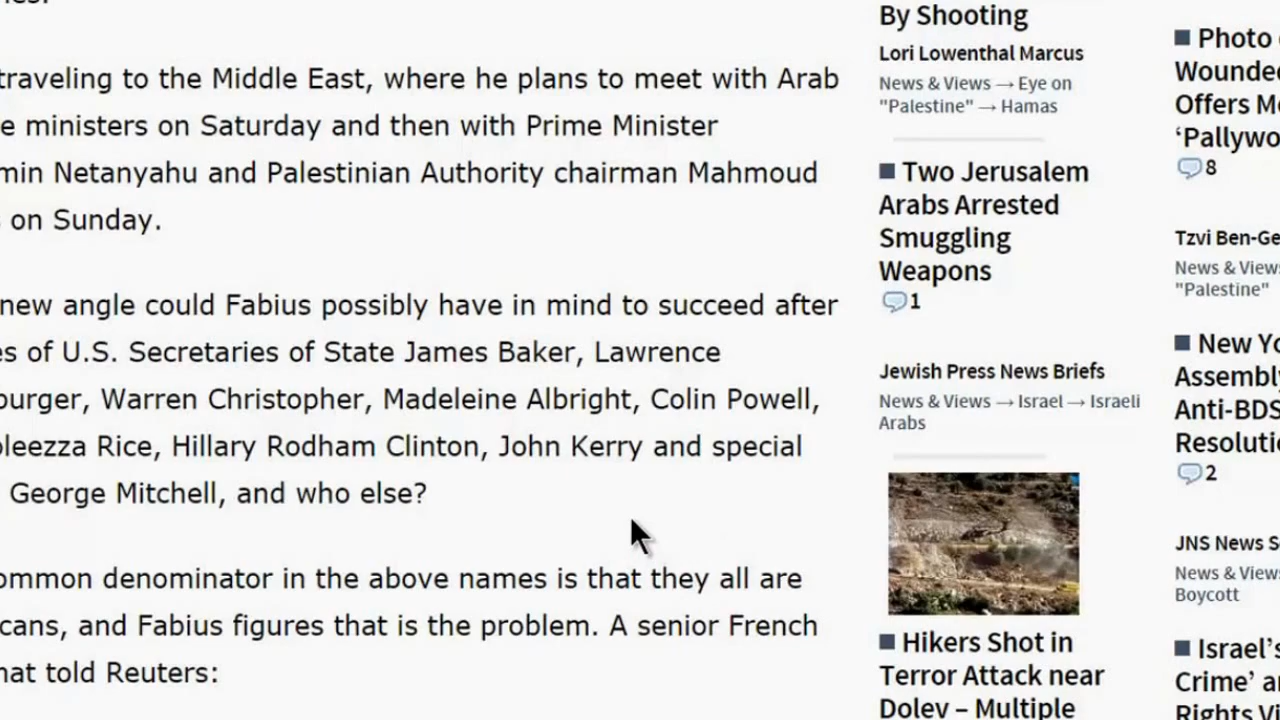 traveling to the Middle East, where he plans to meet with Arab
e ministers on Saturday and then with Prime Minister
min Netanyahu and Palestinian Authority chairman Mahmoud
on Sunday.
new angle could Fabius possibly have in mind to succeed after
es of U.S. Secretaries of State James Baker, Lawrence
burger, Warren Christopher, Madeleine Albright, Colin Powell,
oleezza Rice, Hillary Rodham Clinton, John Kerry and special
George Mitchell, and who else?
ommon denominator in the above names is that they all are
cans, and Fabius figures that is the problem. A senior French
mat told Reuters:
By Shooting
Lori Lowenthal Marcus
News & Views → Eye on
"Palestine" → Hamas
Two Jerusalem
Arabs Arrested
Smuggling
Weapons
1
Jewish Press News Briefs
News & Views → Israel → Israeli
Arabs
Hikers Shot in
Terror Attack near
Dolev – Multiple
Photo
Wounded
Offers M
‘Pallywo
8
Tzvi Ben-Ge
News & Views
"Palestine"
New Yo
Assembly
Anti-BDS
Resoluti
2
JNS News S
News & Views
Boycott
Israel’s
Crime’ a
Rights Vi